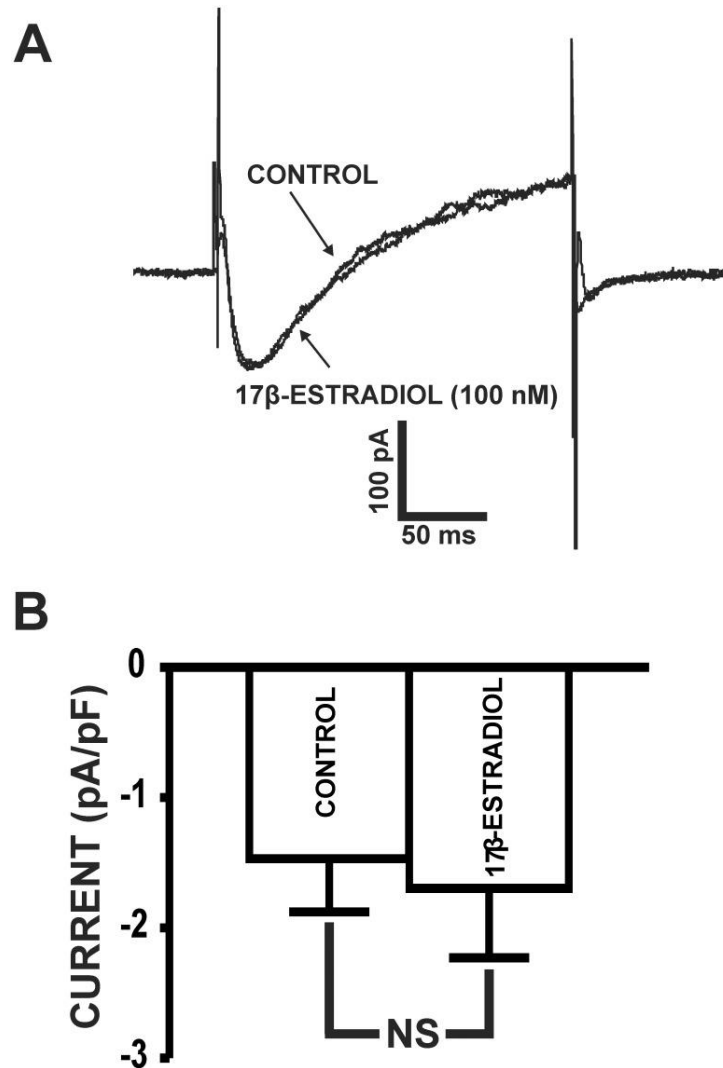 A
CONTROL
17β-ESTRADIOL (100 nM)
100 pA
50 ms
B
0
-1
-2
-3
CURRENT (pA/pF)
CONTROL
17β-ESTRADIOL
NS